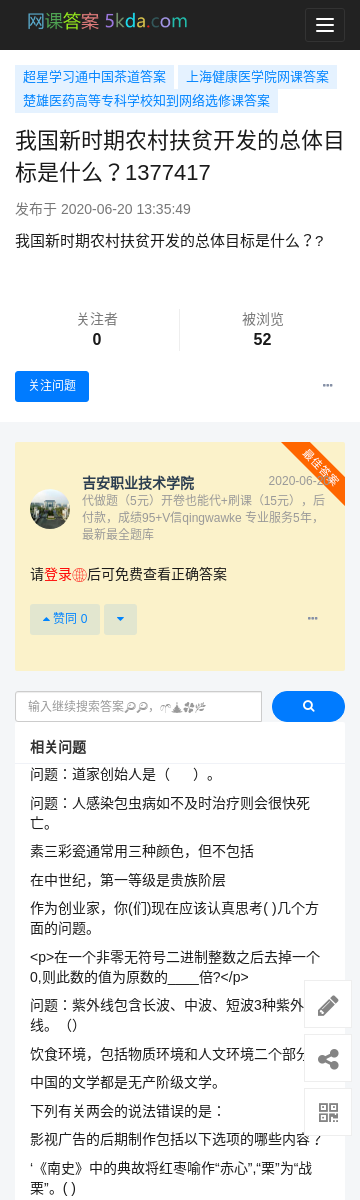 网课答案 5kda.com
超星学习通中国茶道答案 上海健康医学院网课答案
楚雄医药高等专科学校知到网络选修课答案
我国新时期农村扶贫开发的总体目
标是什么？1377417
发布于 2020-06-20 13:35:49
我国新时期农村扶贫开发的总体目标是什么？?
关注者 被浏览
0 52
关注问题
最佳答案
吉安职业技术学院 2020-06-2
代做题（5元）开卷也能代+刷课（15元），后
付款，成绩95+V信qingwawke 专业服务5年，
最新最全题库
请登录后可免费查看正确答案
赞同 0
输入继续搜索答案
相关问题
问题：道家创始人是（ ）。
问题：人感染包虫病如不及时治疗则会很快死
亡。
素三彩瓷通常用三种颜色，但不包括
在中世纪，第一等级是贵族阶层
作为创业家，你(们)现在应该认真思考( )几个方
面的问题。
<p>在一个非零无符号二进制整数之后去掉一个
0,则此数的值为原数的____倍?</p>
问题：紫外线包含长波、中波、短波3种紫外
线。（）
饮食环境，包括物质环境和人文环境二个部分
中国的文学都是无产阶级文学。
下列有关两会的说法错误的是：
影视广告的后期制作包括以下选项的哪些内容？
‘《南史》中的典故将红枣喻作“赤心”,“栗”为“战
栗”。( )